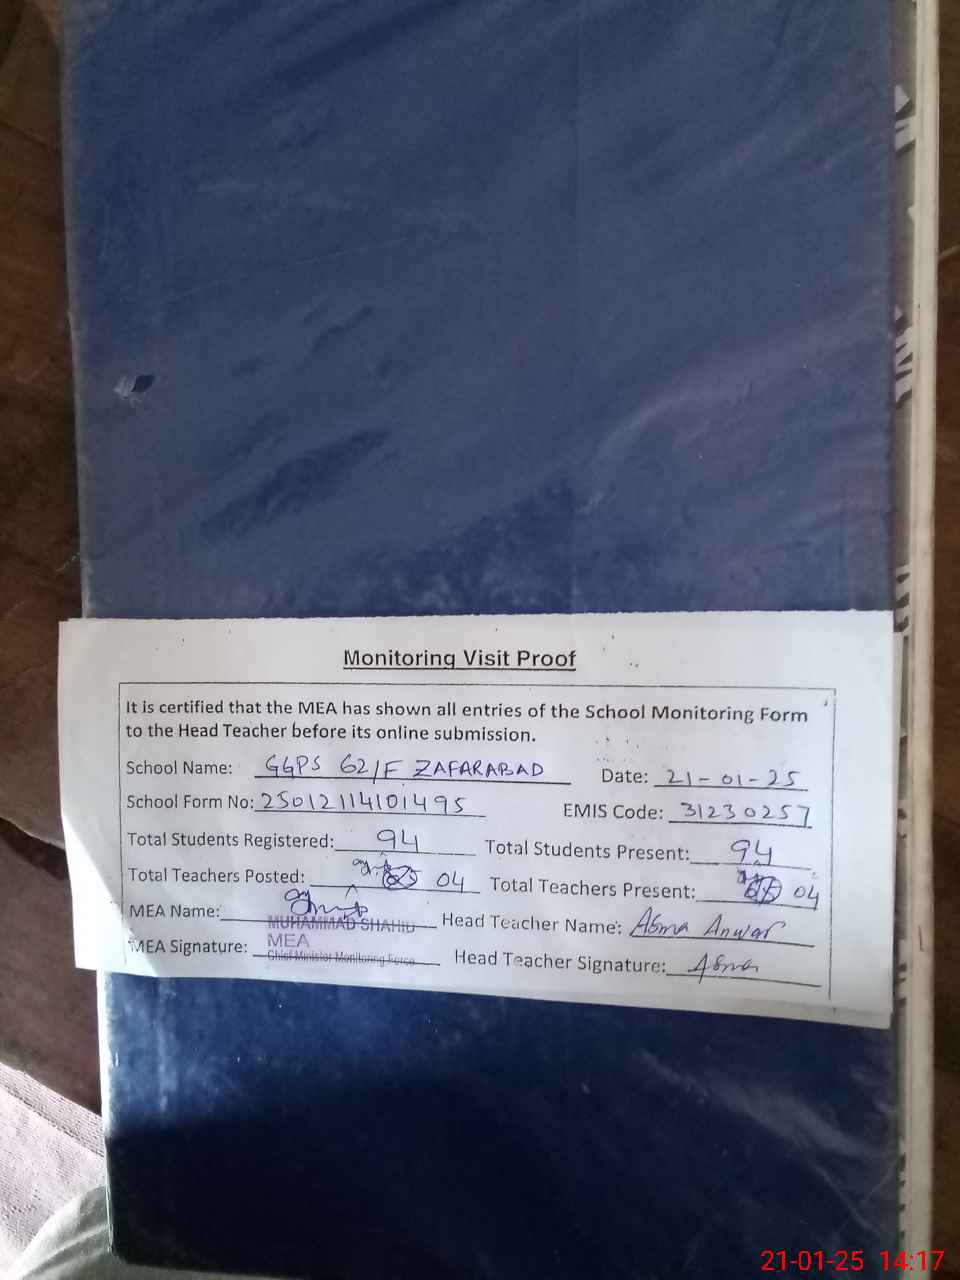 Monitoring Visit Proof
It is certified that the MEA has shown all entries of the School Monitoring Form
to the Head Teacher before its online submission.
School Name: GGPS 62/F ZAFARABAD Date: 21-01-25
School Form No: 25012114101495 EMIS Code: 31230257
Total Students Registered: 94 Total Students Present: 94
Total Teachers Posted: 04 Total Teachers Present: 04
MEA Name: MUHAMMAD SHAHID Head Teacher Name: Asma Anwar
MEA Signature: MEA Head Teacher Signature: Asma
Chief Minister Monitoring Force
21-01-25 14:17